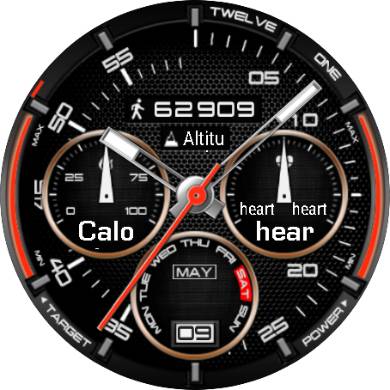 TWELVE
ONE
55
05
62909
50
10
MAX
MAX
Altitu
25
75
45
0
100
Calo
heart
heart
hear
MIN
MIN
40
20
MON TUE WED THU FRI SAT SUN
MAY
09
35
25
TARGET
POWER